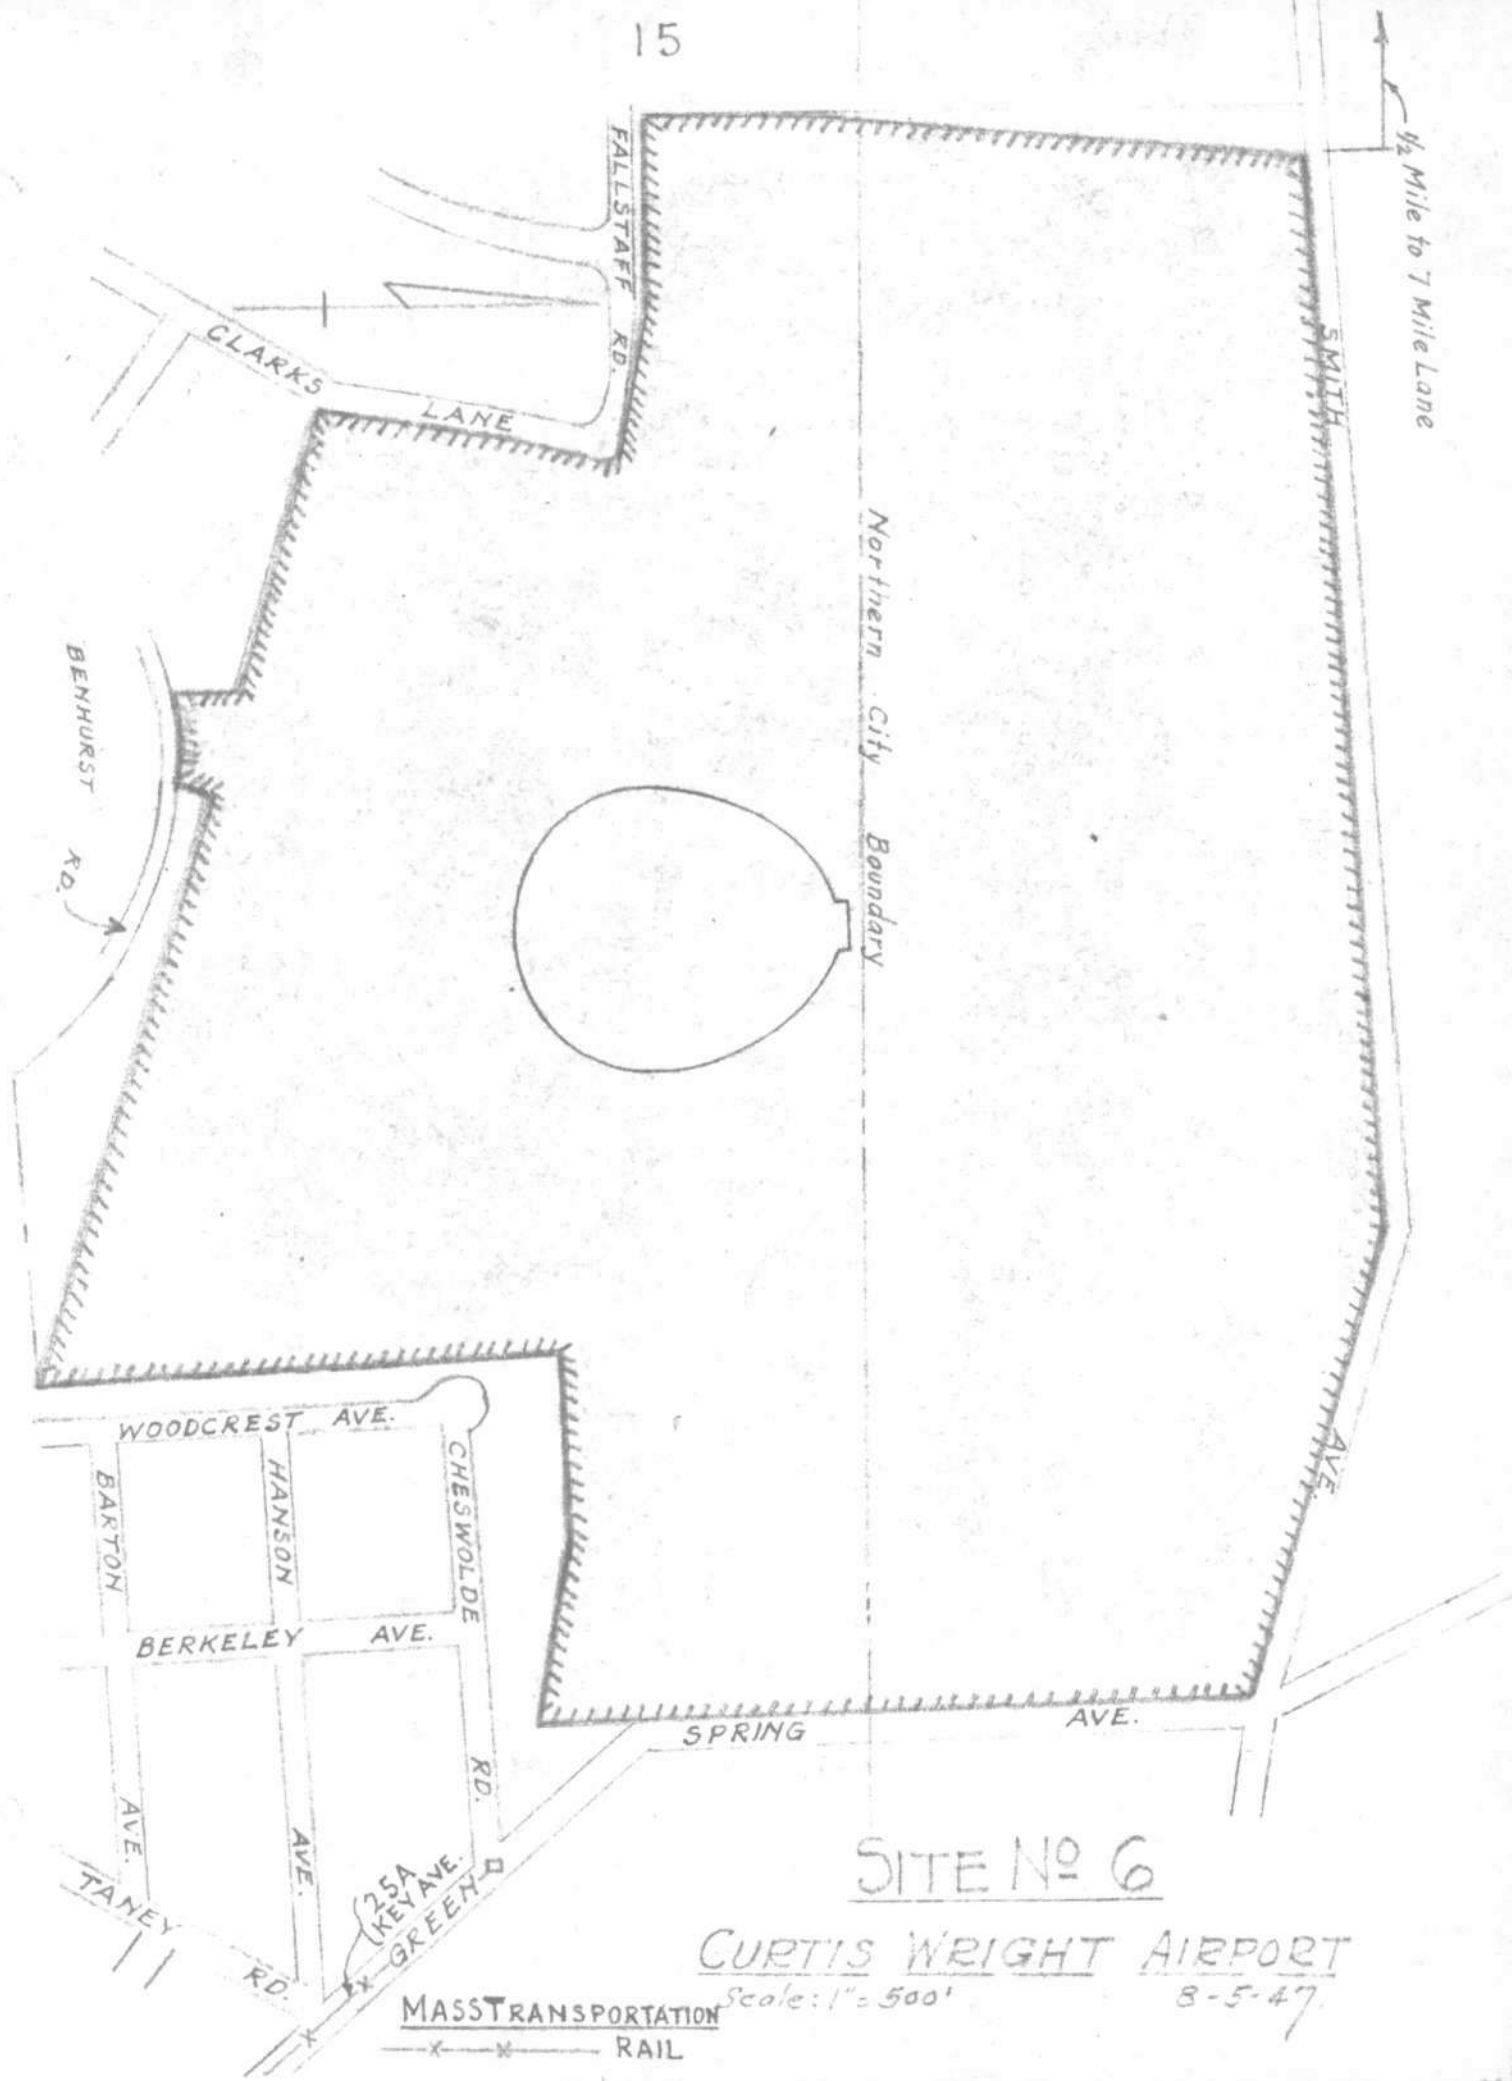 15
½ Mile to 7 Mile Lane
FALLSTAFF RD.
SMITH AVE.
CLARKS LANE
Northern City Boundary
BENHURST RD.
WOODCREST AVE.
BARTON AVE.
HANSON AVE.
CHESWOLDE RD.
BERKELEY AVE.
SPRING AVE.
TANEY RD.
25A
KEY AVE.
GREEN
SITE Nº 6
CURTIS WRIGHT AIRPORT
Scale: 1" = 500'
8-5-47
MASS TRANSPORTATION
RAIL